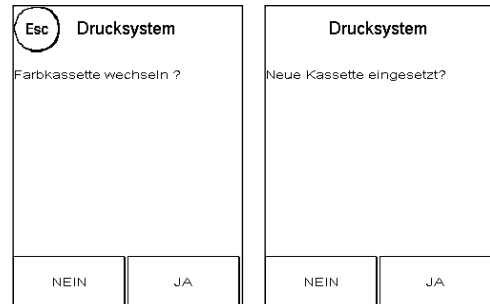 Esc Drucksystem
Farbkassette wechseln ?
NEIN JA
Drucksystem
Neue Kassette eingesetzt?
NEIN JA